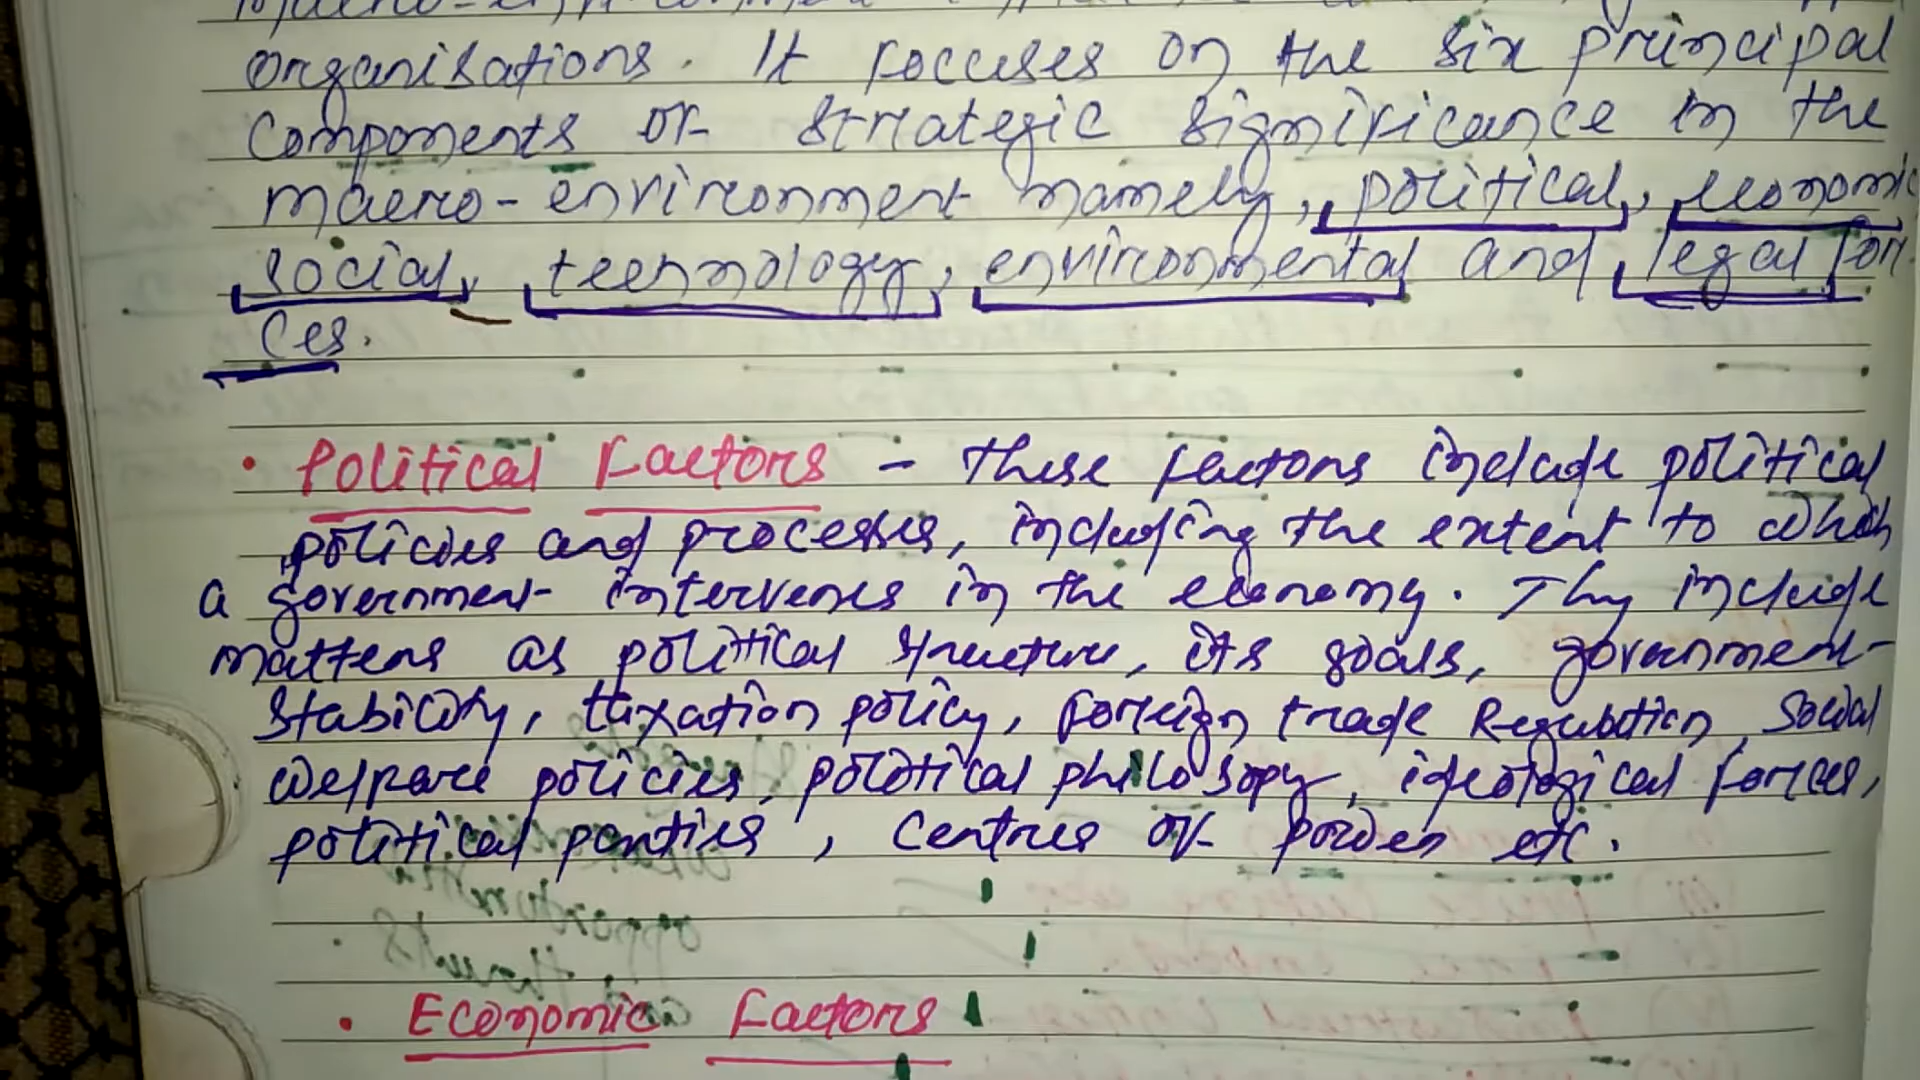 organisations. It focuses on the six principal
components of strategic significance in the
macro-environment namely, political, economic
social, technology, environmental and legal for
ces.
• Political Factors - These factors include political
policies and processes, including the extent to which
a government intervenes in the economy. They include
matters as political structure, its goals, government
stability, taxation policy, foreign trade Regulation, social
welfare policies, political philosopy, ideological forces,
political parties, centres of power etc.
• Economic Factors